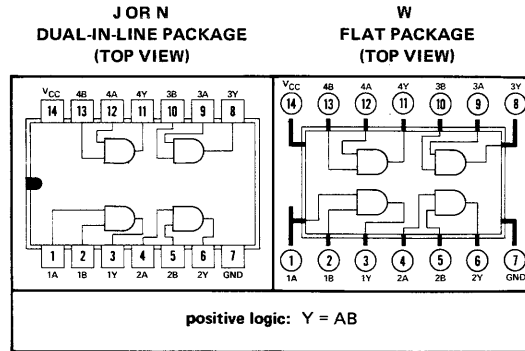 J OR N
DUAL-IN-LINE PACKAGE
(TOP VIEW)
W
FLAT PACKAGE
(TOP VIEW)
VCC 4B 4A 4Y 3B 3A 3Y
14 13 12 11 10 9 8
1 2 3 4 5 6 7
1A 1B 1Y 2A 2B 2Y GND
VCC 4B 4A 4Y 3B 3A 3Y
14 13 12 11 10 9 8
1 2 3 4 5 6 7
1A 1B 1Y 2A 2B 2Y GND
positive logic: Y = AB